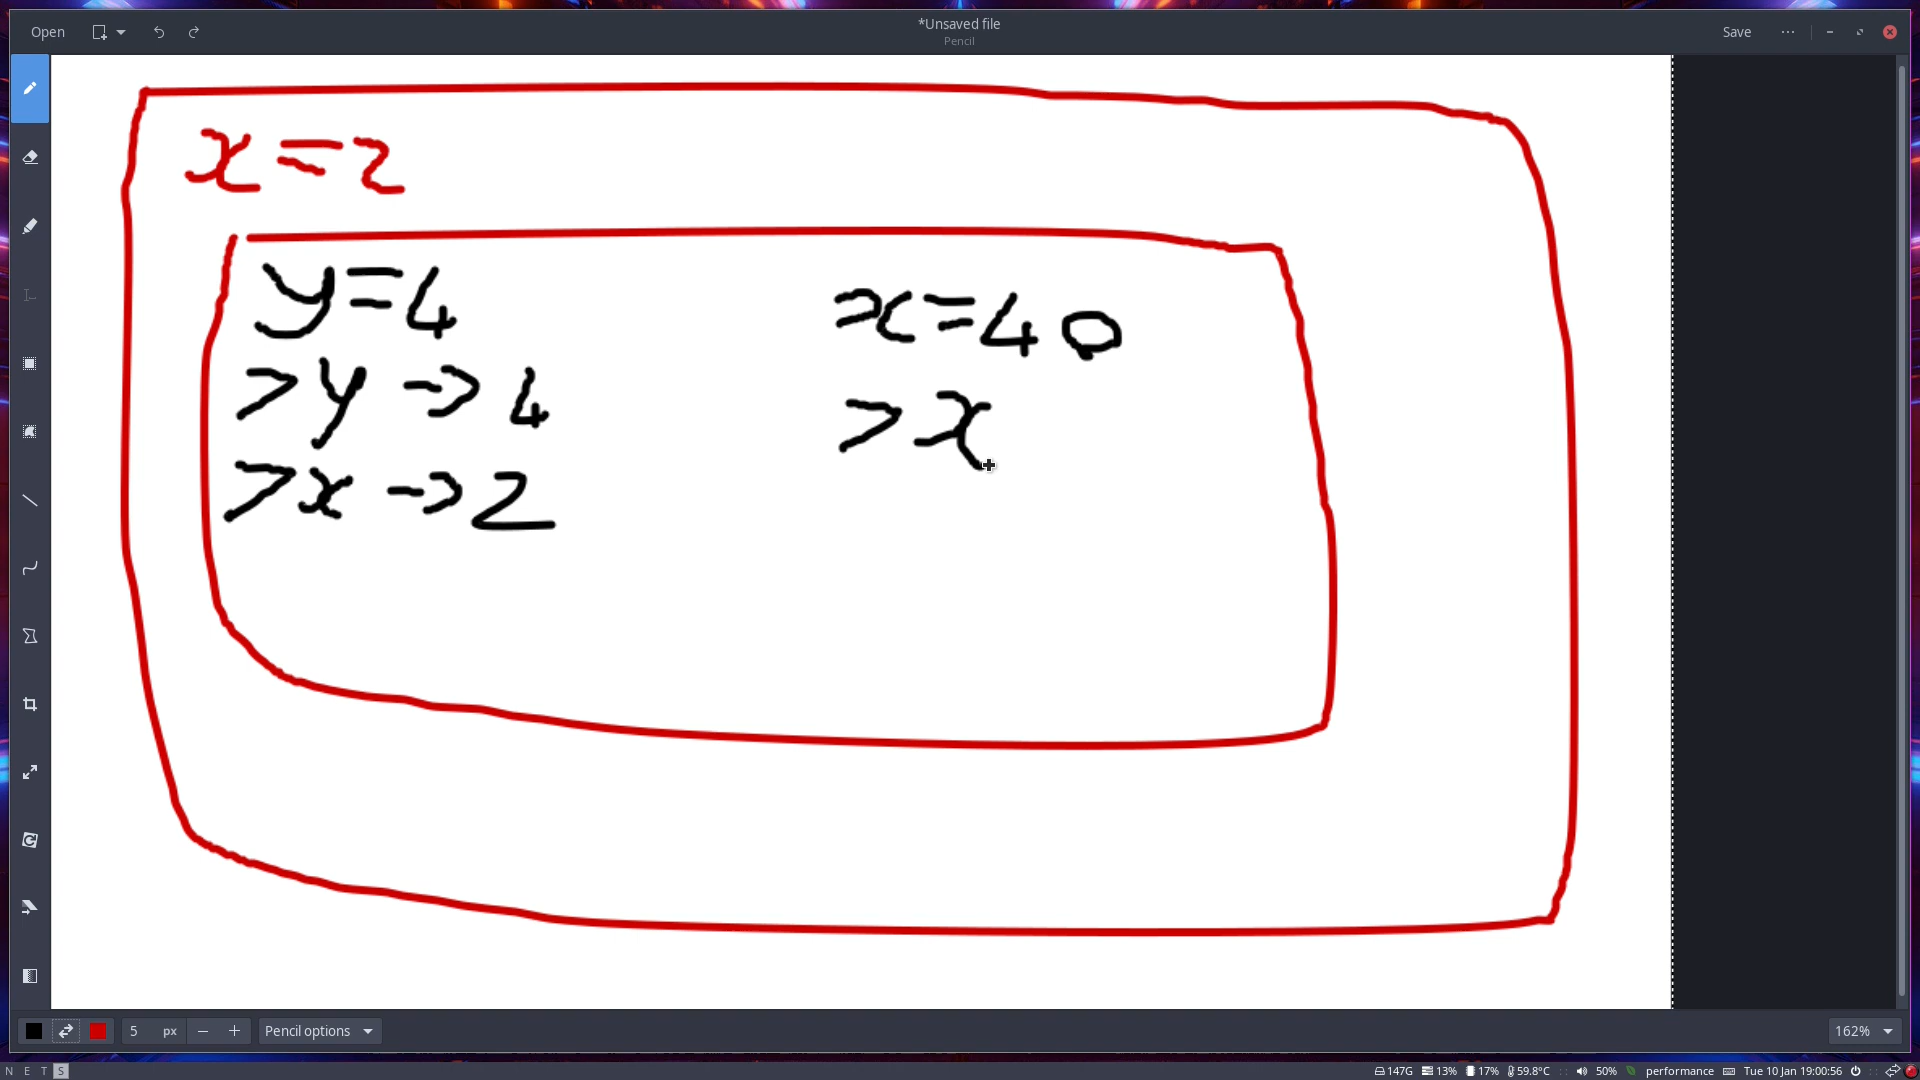 *Unsaved file
Pencil
Open
Save
x=2
y=4
>y->4
>x->2
x=40
>x
5 px
Pencil options
162%
N E T S
147G 13% 17% 59.8°C :: 50% performance Tue 10 Jan 19:00:56